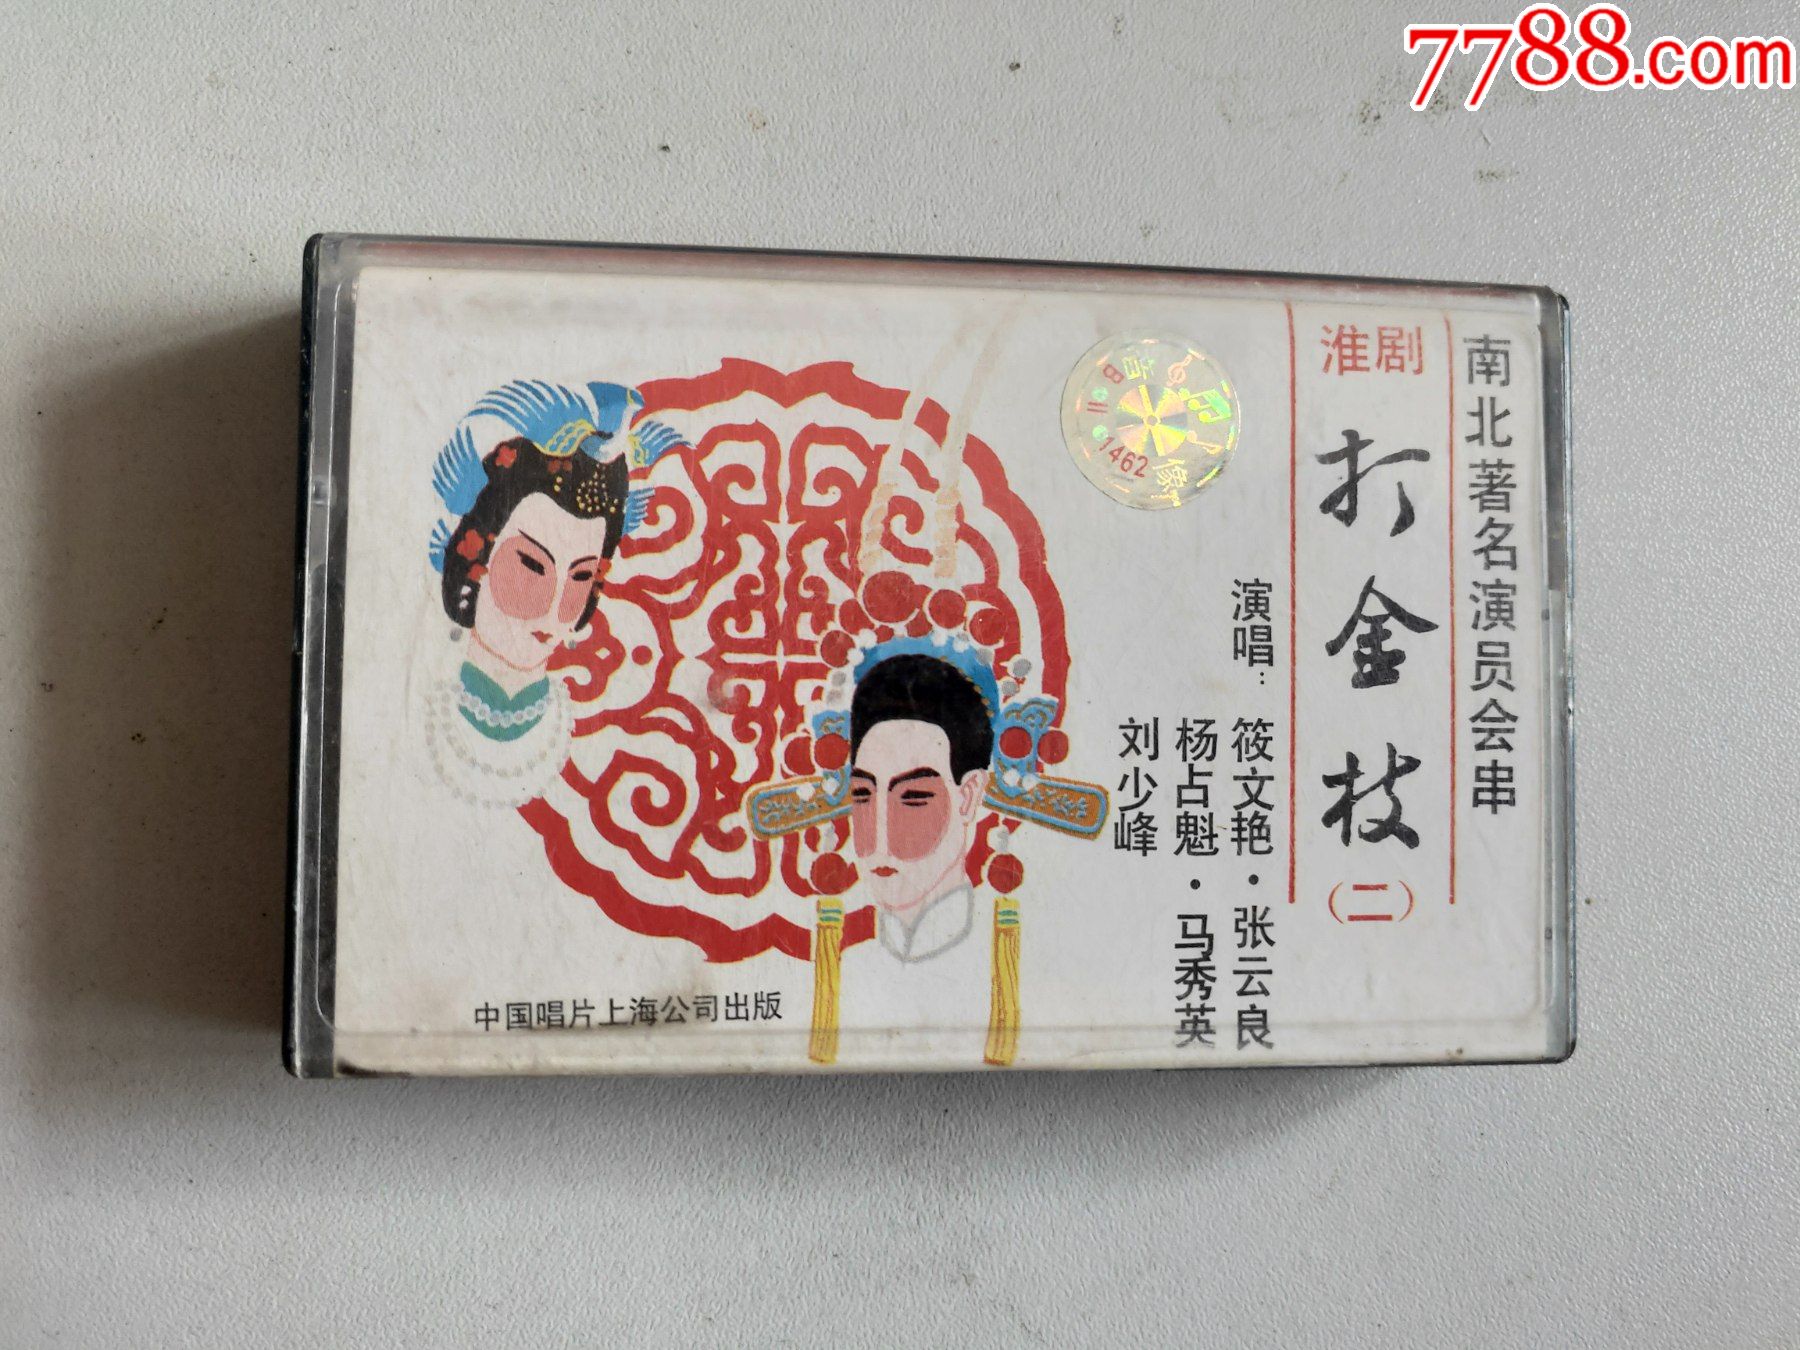 7788.com
南北著名演员会串
淮剧
打金枝
(二)
演唱:
筱文艳·张云良
杨占魁·马秀英
刘少峰
音像
B
1462
中国唱片上海公司出版